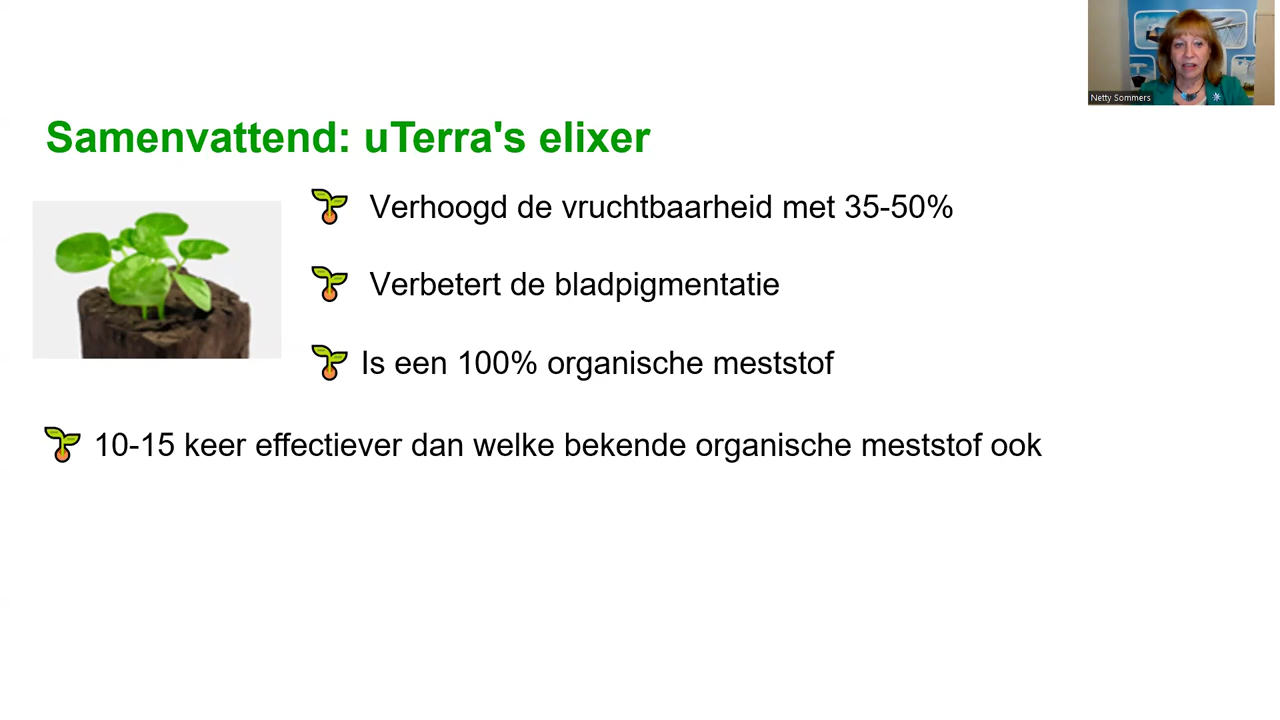 Netty Sommers
Samenvattend: uTerra's elixer
Verhoogd de vruchtbaarheid met 35-50%
Verbetert de bladpigmentatie
Is een 100% organische meststof
10-15 keer effectiever dan welke bekende organische meststof ook